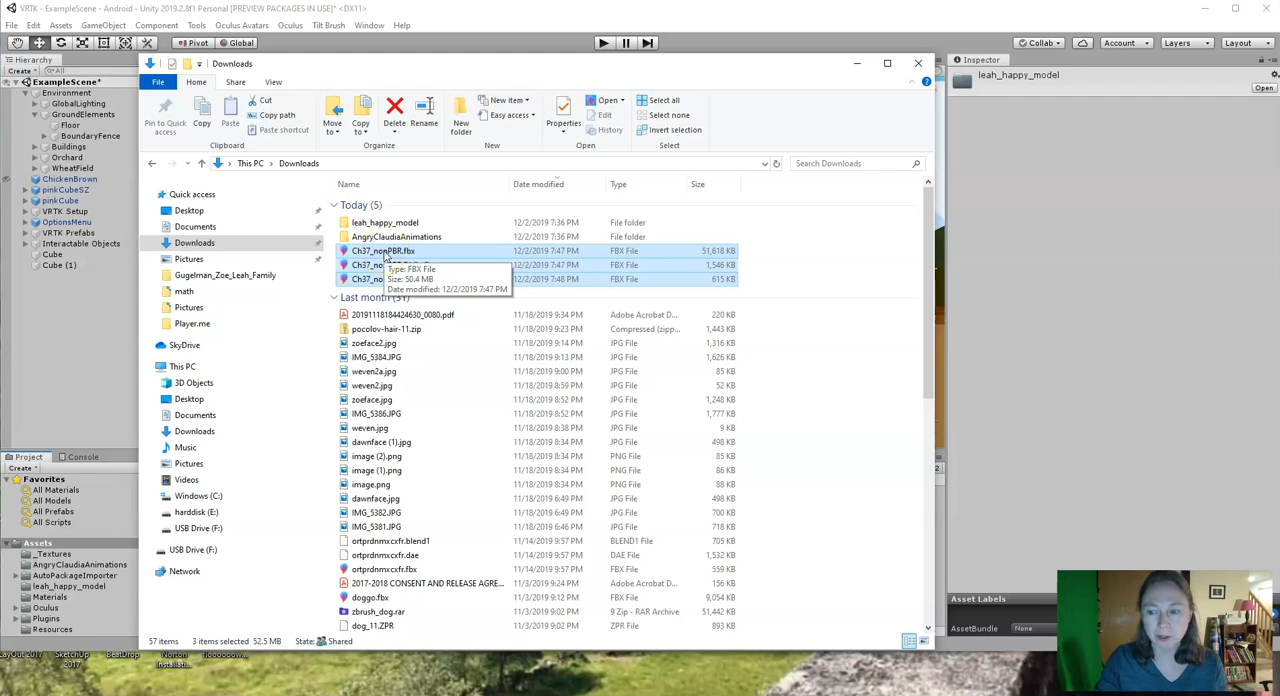 VRTK - ExampleScene - Android - Unity 2019.2.8f1 Personal [PREVIEW PACKAGES IN USE]* <DX11>
File Edit Assets GameObject Component Tools Oculus Avatars Oculus Tilt Brush Window Help
Pivot Global Collab Account Layers Layout
Hierarchy
Create All
ExampleScene*
Environment
GlobalLighting
GroundElements
Floor
BoundaryFence
Buildings
Orchard
WheatField
ChickenBrown
pinkCubeSZ
pinkCube
VRTK Setup
OptionsMenu
VRTK Prefabs
Interactable Objects
Cube
Cube (1)
Project Console
Create
Favorites
All Materials
All Models
All Prefabs
All Scripts
Assets
_Textures
AngryClaudiaAnimations
AutoPackageImporter
leah_happy_model
Materials
Oculus
Plugins
Resources
Downloads
File Home Share View
Pin to Quick access
Copy
Paste
Cut
Copy path
Paste shortcut
Clipboard
Move to
Copy to
Delete
Rename
Organize
New folder
New item
Easy access
New
Properties
Open
Edit
History
Open
Select all
Select none
Invert selection
Select
This PC > Downloads
Search Downloads
Quick access
Desktop
Documents
Downloads
Pictures
Gugelman_Zoe_Leah_Family
math
Pictures
Player.me
SkyDrive
This PC
3D Objects
Desktop
Documents
Downloads
Music
Pictures
Videos
Windows (C:)
harddisk (E:)
USB Drive (F:)
USB Drive (F:)
Network
Name Date modified Type Size
Today (5)
leah_happy_model 12/2/2019 7:36 PM File folder
AngryClaudiaAnimations 12/2/2019 7:36 PM File folder
Ch37_nonPBR.fbx 12/2/2019 7:47 PM FBX File 51,618 KB
Ch37_no 12/2/2019 7:47 PM FBX File 1,546 KB
Ch37_no 12/2/2019 7:48 PM FBX File 615 KB
Type: FBX File
Size: 50.4 MB
Date modified: 12/2/2019 7:47 PM
Last month (51)
20191118184424630_0080.pdf 11/18/2019 9:34 PM Adobe Acrobat D... 220 KB
pocolov-hair-11.zip 11/18/2019 9:23 PM Compressed (zipp... 1,443 KB
zoeface2.jpg 11/18/2019 9:14 PM JPG File 1,316 KB
IMG_5384.JPG 11/18/2019 9:13 PM JPG File 1,626 KB
weven2a.jpg 11/18/2019 9:00 PM JPG File 85 KB
weven2.jpg 11/18/2019 8:59 PM JPG File 52 KB
zoeface.jpg 11/18/2019 8:52 PM JPG File 1,248 KB
IMG_5386.JPG 11/18/2019 8:52 PM JPG File 1,777 KB
weven.jpg 11/18/2019 8:38 PM JPG File 9 KB
dawnface (1).jpg 11/18/2019 8:34 PM JPG File 498 KB
image (2).png 11/18/2019 8:34 PM PNG File 85 KB
image (1).png 11/18/2019 8:34 PM PNG File 86 KB
image.png 11/18/2019 8:34 PM PNG File 88 KB
dawnface.jpg 11/18/2019 6:49 PM JPG File 498 KB
IMG_5382.JPG 11/18/2019 6:49 PM JPG File 700 KB
IMG_5381.JPG 11/18/2019 6:46 PM JPG File 718 KB
ortprdnmxcxfr.blend1 11/14/2019 9:57 PM BLEND1 File 705 KB
ortprdnmxcxfr.dae 11/14/2019 9:57 PM DAE File 1,532 KB
ortprdnmxcxfr.fbx 11/14/2019 9:57 PM FBX File 559 KB
2017-2018 CONSENT AND RELEASE AGRE... 11/3/2019 9:24 PM Adobe Acrobat D... 156 KB
doggo.fbx 11/3/2019 9:12 PM FBX File 8,630 KB
zbrush_dog.rar 11/3/2019 9:02 PM 9 Zip - RAR Archive 51,442 KB
dog_11.ZPR 11/3/2019 9:02 PM ZPR File 893 KB
57 items 3 items selected 52.5 MB State: Shared
Inspector
leah_happy_model
Open
Asset Labels
AssetBundle None
LayOut 2017 SketchUp 2017 BeatDrop Norton Installati...